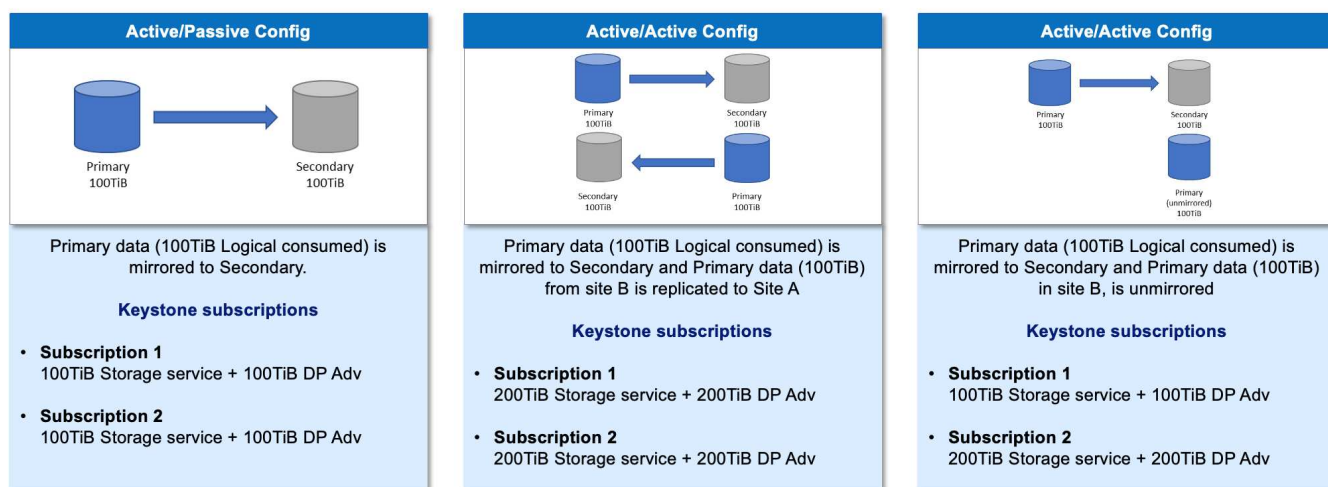 Active/Passive Config
Primary
100TiB
Secondary
100TiB
Primary data (100TiB Logical consumed) is
mirrored to Secondary.
Keystone subscriptions
• Subscription 1
100TiB Storage service + 100TiB DP Adv
• Subscription 2
100TiB Storage service + 100TiB DP Adv
Active/Active Config
Primary
100TiB
Secondary
100TiB
Secondary
100TiB
Primary
100TiB
Primary data (100TiB Logical consumed) is
mirrored to Secondary and Primary data (100TiB)
from site B is replicated to Site A
Keystone subscriptions
• Subscription 1
200TiB Storage service + 200TiB DP Adv
• Subscription 2
200TiB Storage service + 200TiB DP Adv
Active/Active Config
Primary
100TiB
Secondary
100TiB
Primary
(unmirrored)
100TiB
Primary data (100TiB Logical consumed) is
mirrored to Secondary and Primary data (100TiB)
in site B, is unmirrored
Keystone subscriptions
• Subscription 1
100TiB Storage service + 100TiB DP Adv
• Subscription 2
200TiB Storage service + 200TiB DP Adv